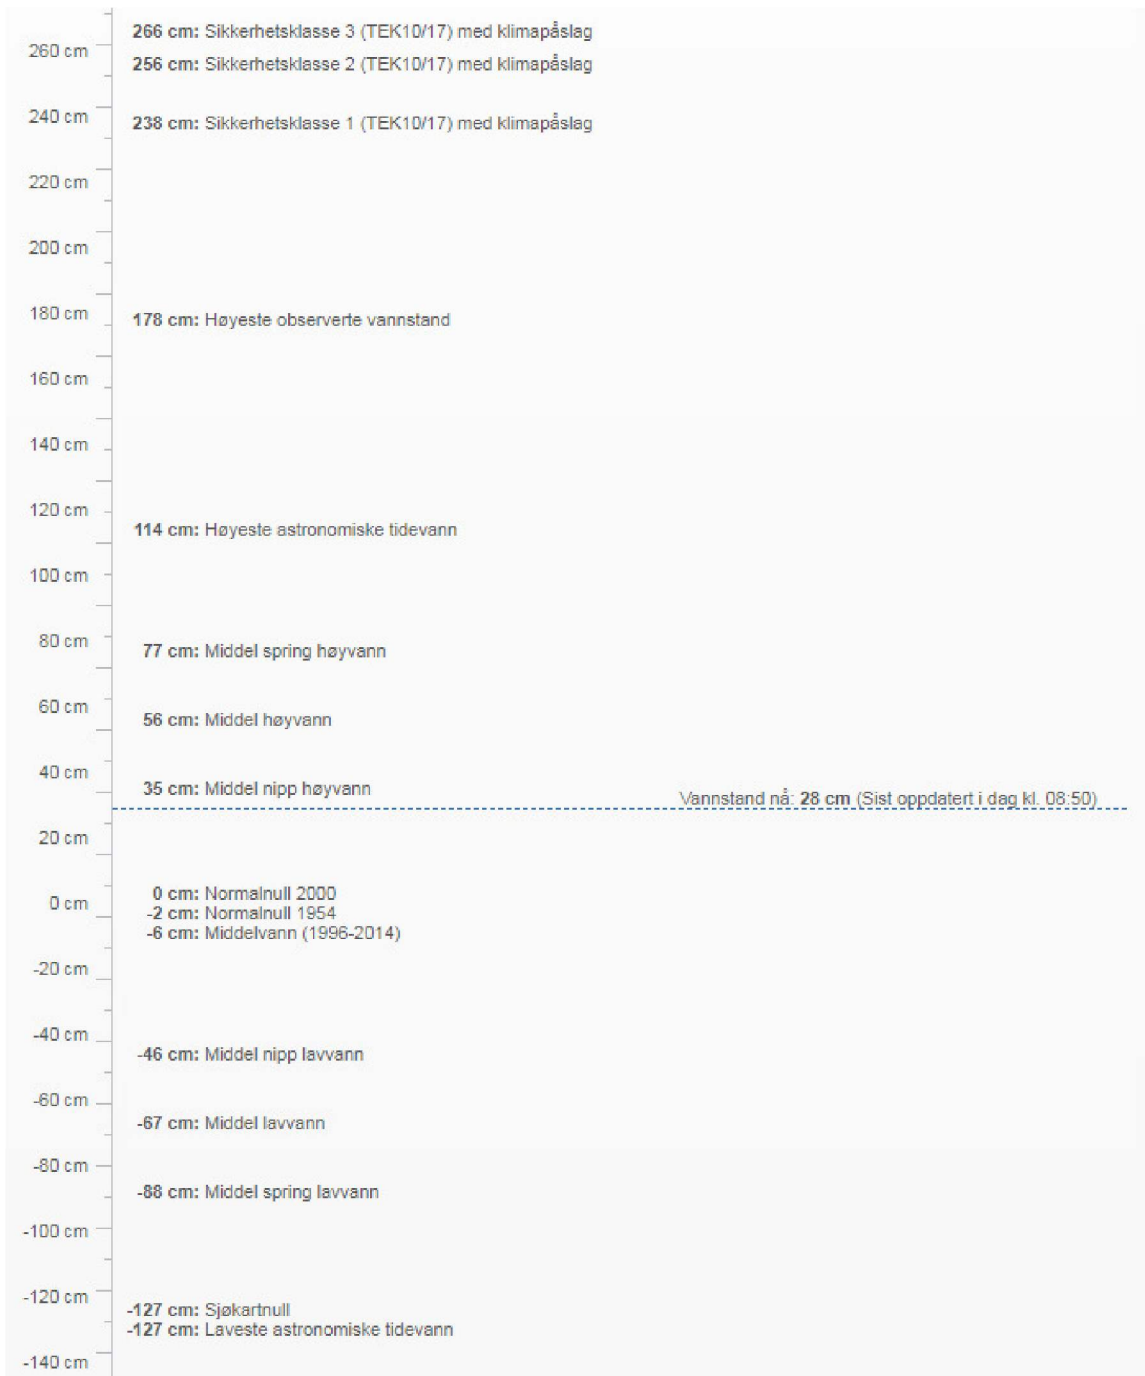 266 cm: Sikkerhetsklasse 3 (TEK10/17) med klimapåslag
260 cm
256 cm: Sikkerhetsklasse 2 (TEK10/17) med klimapåslag
240 cm
238 cm: Sikkerhetsklasse 1 (TEK10/17) med klimapåslag
220 cm
200 cm
180 cm
178 cm: Høyeste observerte vannstand
160 cm
140 cm
120 cm
114 cm: Høyeste astronomiske tidevann
100 cm
80 cm
77 cm: Middel spring høyvann
60 cm
56 cm: Middel høyvann
40 cm
35 cm: Middel nipp høyvann
Vannstand nå: 28 cm (Sist oppdatert i dag kl. 08:50)
20 cm
0 cm: Normalnull 2000
0 cm
-2 cm: Normalnull 1954
-6 cm: Middelvann (1996-2014)
-20 cm
-40 cm
-46 cm: Middel nipp lavvann
-60 cm
-67 cm: Middel lavvann
-80 cm
-88 cm: Middel spring lavvann
-100 cm
-120 cm
-127 cm: Sjøkartnull
-127 cm: Laveste astronomiske tidevann
-140 cm